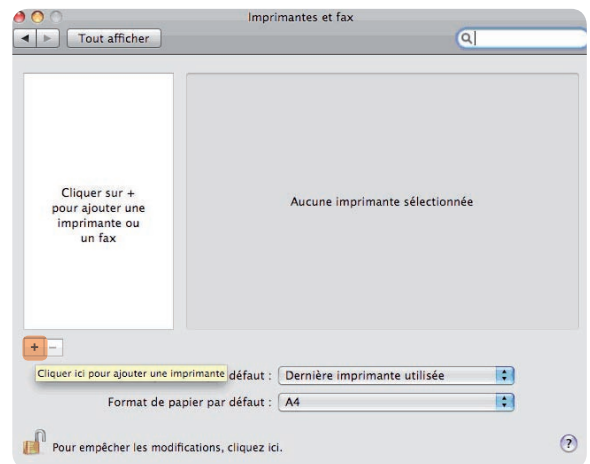 Imprimantes et fax
Tout afficher
Cliquer sur +
pour ajouter une
imprimante ou
un fax
Aucune imprimante sélectionnée
+ −
Cliquer ici pour ajouter une imprimante
défaut : Dernière imprimante utilisée
Format de papier par défaut : A4
Pour empêcher les modifications, cliquez ici.
?